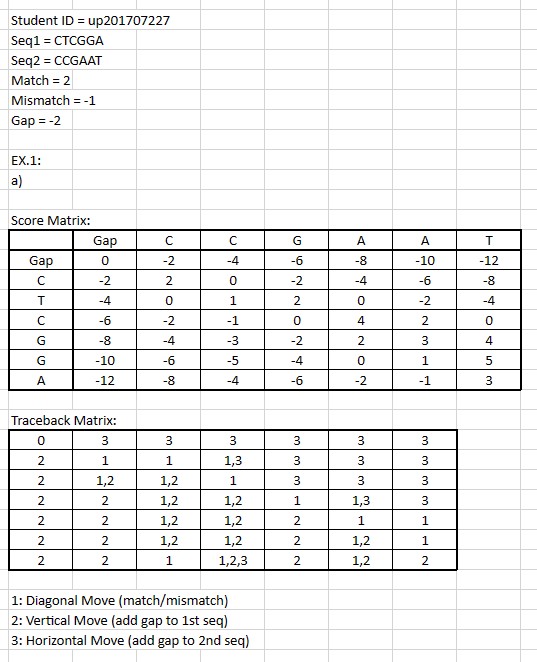 Student ID = up201707227
Seq1 = CTCGGA
Seq2 = CCGAAT
Match = 2
Mismatch = -1
Gap = -2
EX.1:
a)
Score Matrix:
Gap C C G A A T
Gap 0 -2 -4 -6 -8 -10 -12
C -2 2 0 -2 -4 -6 -8
T -4 0 1 2 0 -2 -4
C -6 -2 -1 0 4 2 0
G -8 -4 -3 -2 2 3 4
G -10 -6 -5 -4 0 1 5
A -12 -8 -4 -6 -2 -1 3
Traceback Matrix:
0 3 3 3 3 3 3
2 1 1 1,3 3 3 3
2 1,2 1,2 1 3 3 3
2 2 1,2 1,2 1 1,3 3
2 2 1,2 1,2 2 1 1
2 2 1,2 1,2 2 1,2 1
2 2 1 1,2,3 2 1,2 2
1: Diagonal Move (match/mismatch)
2: Vertical Move (add gap to 1st seq)
3: Horizontal Move (add gap to 2nd seq)